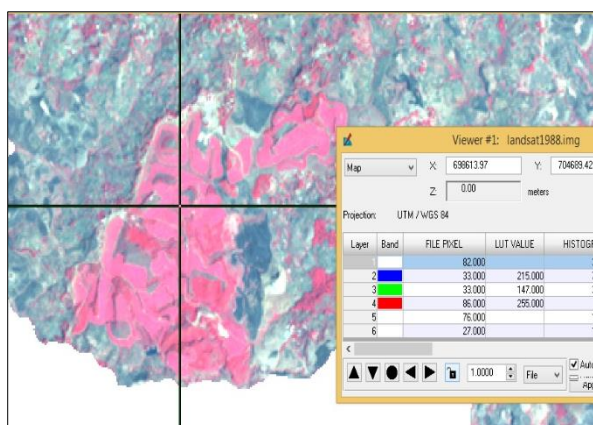 Viewer #1: landsat1988.img
Map X: 698613.97 Y: 704689.42
Z: 0.00 meters
Projection: UTM / WGS 84
Layer Band FILE PIXEL LUT VALUE
1 82.000
2 33.000 215.000
3 33.000 147.000
4 86.000 255.000
5 76.000
6 27.000
1.0000 File